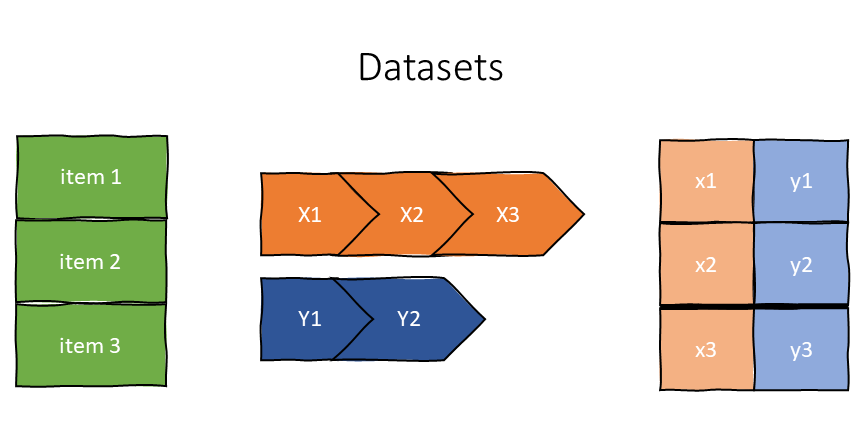 Datasets
item 1
item 2
item 3
X1 X2 X3
Y1 Y2
x1 y1
x2 y2
x3 y3